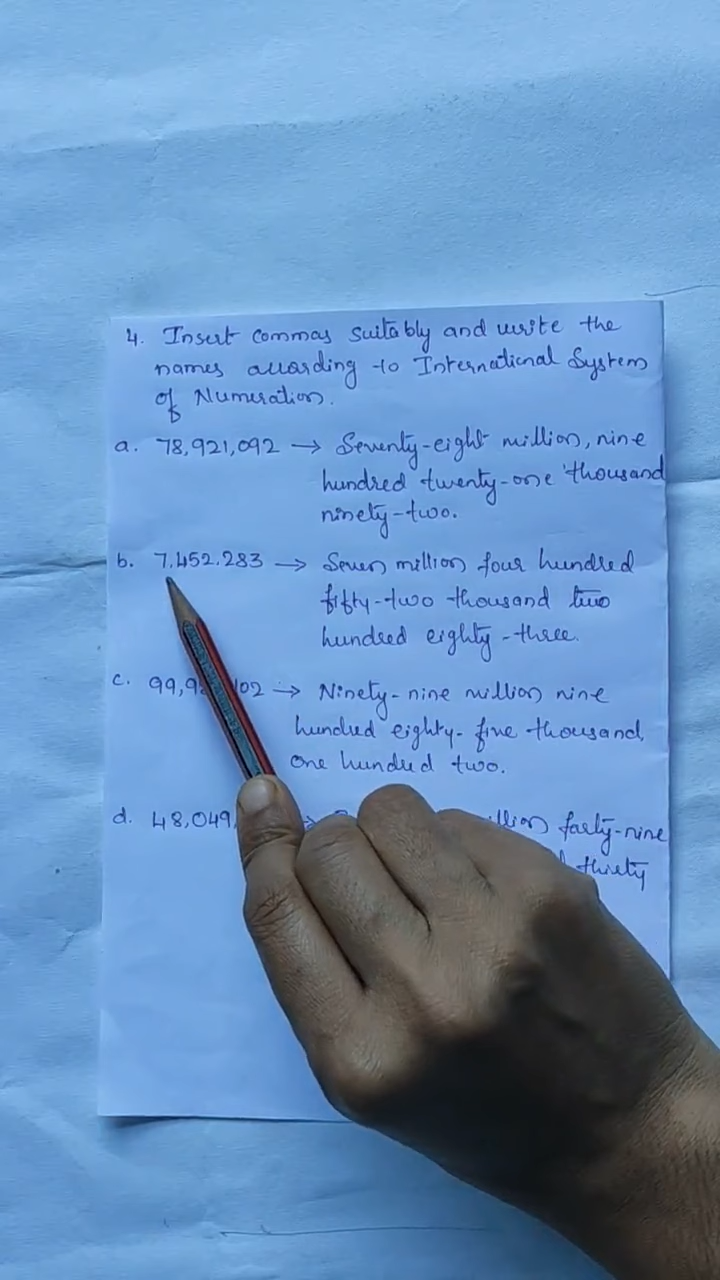 4. Insert commas suitably and write the
names according to International System
of Numeration.
a. 78,921,092 → Seventy-eight million, nine
hundred twenty-one thousand
ninety-two.
b. 7,452,283 → Seven million four hundred
fifty-two thousand two
hundred eighty-three.
c. 99,9 102 → Ninety-nine million nine
hundred eighty-five thousand,
one hundred two.
d. 48,049, → forty-nine
thirty